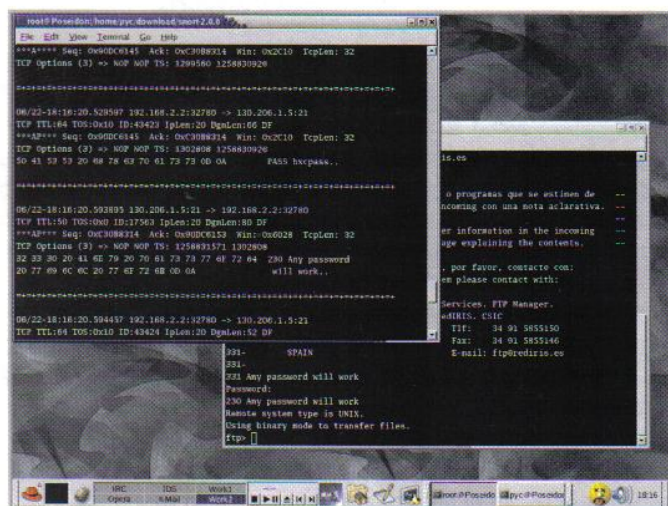 root@Poseidon: home/pyc/download/snort-2.0.0
File Edit View Terminal Go Help
***A**** Seq: 0x90DC6145 Ack: 0xC30B8314 Win: 0x2C10 TcpLen: 32
TCP Options (3) => NOP NOP TS: 1299560 1258830926
06/22-18:16:20.529597 192.168.2.2:32780 -> 130.206.1.5:21
TCP TTL:64 TOS:0x10 ID:43423 IpLen:20 DgmLen:66 DF
***AP*** Seq: 0x90DC6145 Ack: 0xC30B8314 Win: 0x2C10 TcpLen: 32
TCP Options (3) => NOP NOP TS: 1302808 1258830926
50 41 53 53 20 68 78 63 70 61 73 73 0D 0A PASS hxcpass..
06/22-18:16:20.593895 130.206.1.5:21 -> 192.168.2.2:32780
TCP TTL:50 TOS:0x0 ID:17563 IpLen:20 DgmLen:80 DF
***AP*** Seq: 0xC30B8314 Ack: 0x90DC6153 Win: 0x6028 TcpLen: 32
TCP Options (3) => NOP NOP TS: 1258831571 1302808
32 33 30 20 41 6E 79 20 70 61 73 73 77 6F 72 64 230 Any password
20 77 69 6C 6C 20 77 6F 72 6B 0D 0A will work..
06/22-18:16:20.594457 192.168.2.2:32780 -> 130.206.1.5:21
TCP TTL:64 TOS:0x10 ID:43424 IpLen:20 DgmLen:52 DF
is.es
o programas que se estimen de --
ncoming con una nota aclarativa. --
--
er information in the incoming --
age explaining the contents. --
, por favor, contacte con:
em please contact with:
Services. FTP Manager.
edIRIS. CSIC
Tlf: 34 91 5855150
Fax: 34 91 5855146
331- SPAIN E-mail: ftp@rediris.es
331-
331 Any password will work
Password:
230 Any password will work
Remote system type is UNIX.
Using binary mode to transfer files.
ftp>
IRC IDS Work1
Opera KMail Work2
root@Poseido pyc@Poseidon
18:16